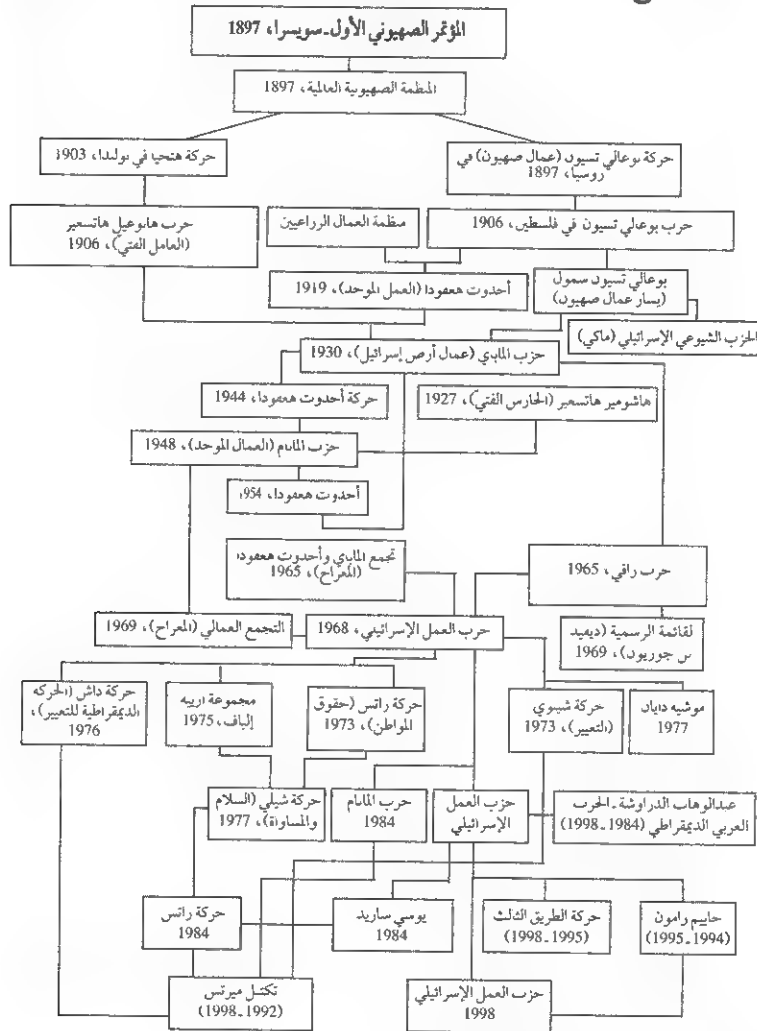 المؤتمر الصهيوني الأول ـ سويسرا، 1897
المنظمة الصهيونية العالمية، 1897
حركة بوعالي تسيون (عمال صهيون) في
روسيا، 1897
حركة هتحيا في بولندا، 1903
حزب بوعالي تسيون في فلسطين، 1906
منظمة العمال الزراعيين
حزب هابوعيل هاتسعير
(العامل الفتيّ)، 1906
بوعالي تسيون سمول
(يسار عمال صهيون)
أحدوت هعفودا (العمل الموحد)، 1919
الحزب الشيوعي الإسرائيلي (ماكي)
حزب الماباي (عمال أرض إسرائيل)، 1930
هاشومير هاتسعير (الحارس الفتيّ)، 1927
حركة أحدوت هعفودا، 1944
حزب المابام (العمال الموحد)، 1948
أحدوت هعفودا، 1954
حزب رافي، 1965
تجمع الماباي وأحدوت هعفودا
(المعراخ)، 1965
لقائمة الرسمية (ديفيد
بن جوريون)، 1969
حزب العمل الإسرائيلي، 1968
التجمع العمالي (المعراخ)، 1969
موشيه دايان
1977
حركة شينوي
(التغيير)، 1973
حركة راتس (حقوق
المواطن)، 1973
مجموعة اربيه
إلياف، 1975
حركة داش (الحركة
الديمقراطية للتغيير)،
1976
عبدالوهاب الدراوشة ـ الحزب
العربي الديمقراطي (1984 ـ 1998)
حزب العمل
الإسرائيلي
حزب المابام
1984
حركة شيلي (السلام
والمساواة)، 1977
حاييم رامون
(1994 ـ 1995)
حركة الطريق الثالث
(1995 ـ 1998)
يوسي ساريد
1984
حركة راتس
1984
حزب العمل الإسرائيلي
1998
تكتل ميرتس
(1992 ـ 1998)